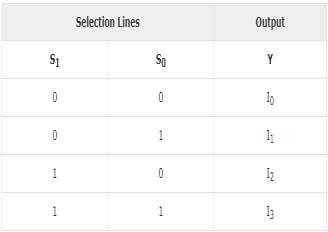 Selection Lines Output
S1 S0 Y
0 0 I0
0 1 I1
1 0 I2
1 1 I3